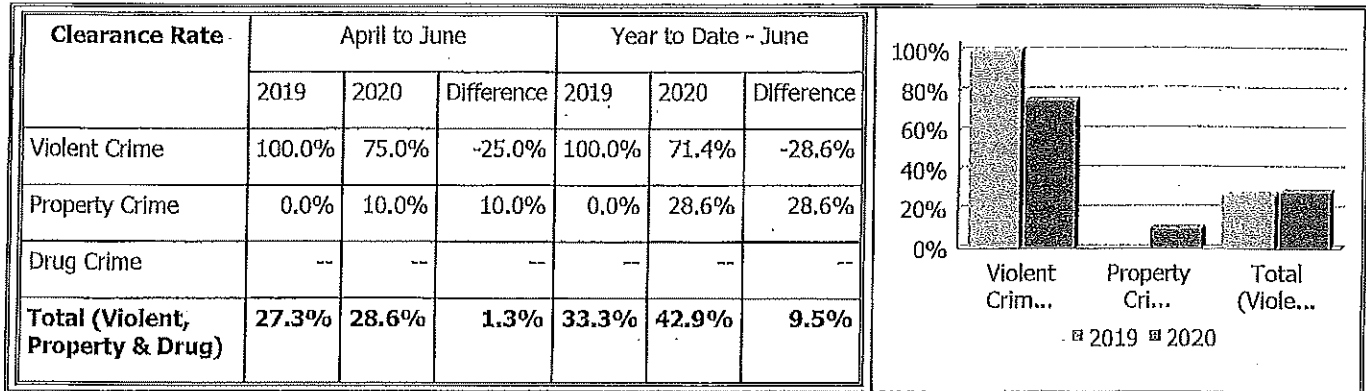 Clearance Rate April to June Year to Date - June
2019 2020 Difference 2019 2020 Difference
Violent Crime 100.0% 75.0% -25.0% 100.0% 71.4% -28.6%
Property Crime 0.0% 10.0% 10.0% 0.0% 28.6% 28.6%
Drug Crime -- -- -- -- -- --
Total (Violent,
Property & Drug) 27.3% 28.6% 1.3% 33.3% 42.9% 9.5%
100%
80%
60%
40%
20%
0%
Violent Property Total
Crim... Cri... (Viole...
2019 2020